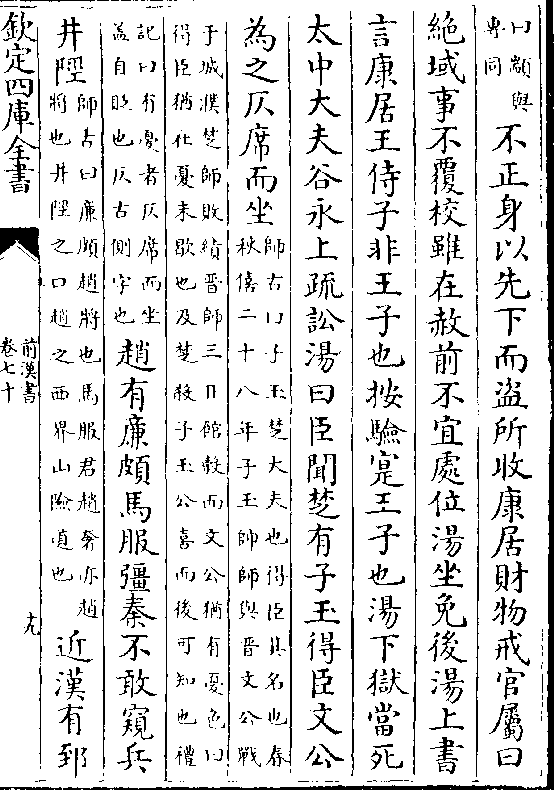 曰顓與
專同
不正身以先下而盜所收康居財物戒官屬曰
絶域事不覆校雖在赦前不宜處位湯坐免後湯上書
言康居王侍子非王子也按驗寔王子也湯下獄當死
太中大夫谷永上疏訟湯曰臣聞楚有子玉得臣文公
為之仄席而坐
師古曰子玉楚大夫也得臣其名也春
秋僖二十八年子玉帥師與晉文公戰
于城濮楚師敗績晉師三日館穀而文公猶有憂色曰
得臣猶在憂未歇也及楚殺子玉公喜而後可知也禮
記曰有憂者仄席而坐
蓋自貶也仄古側字也
趙有廉頗馬服彊秦不敢窺兵
井陘
師古曰廉頗趙將也馬服君趙奢亦趙
將也井陘之口趙之西界山險道也
近漢有郅
欽定四庫全書
前漢書
卷七十
十九